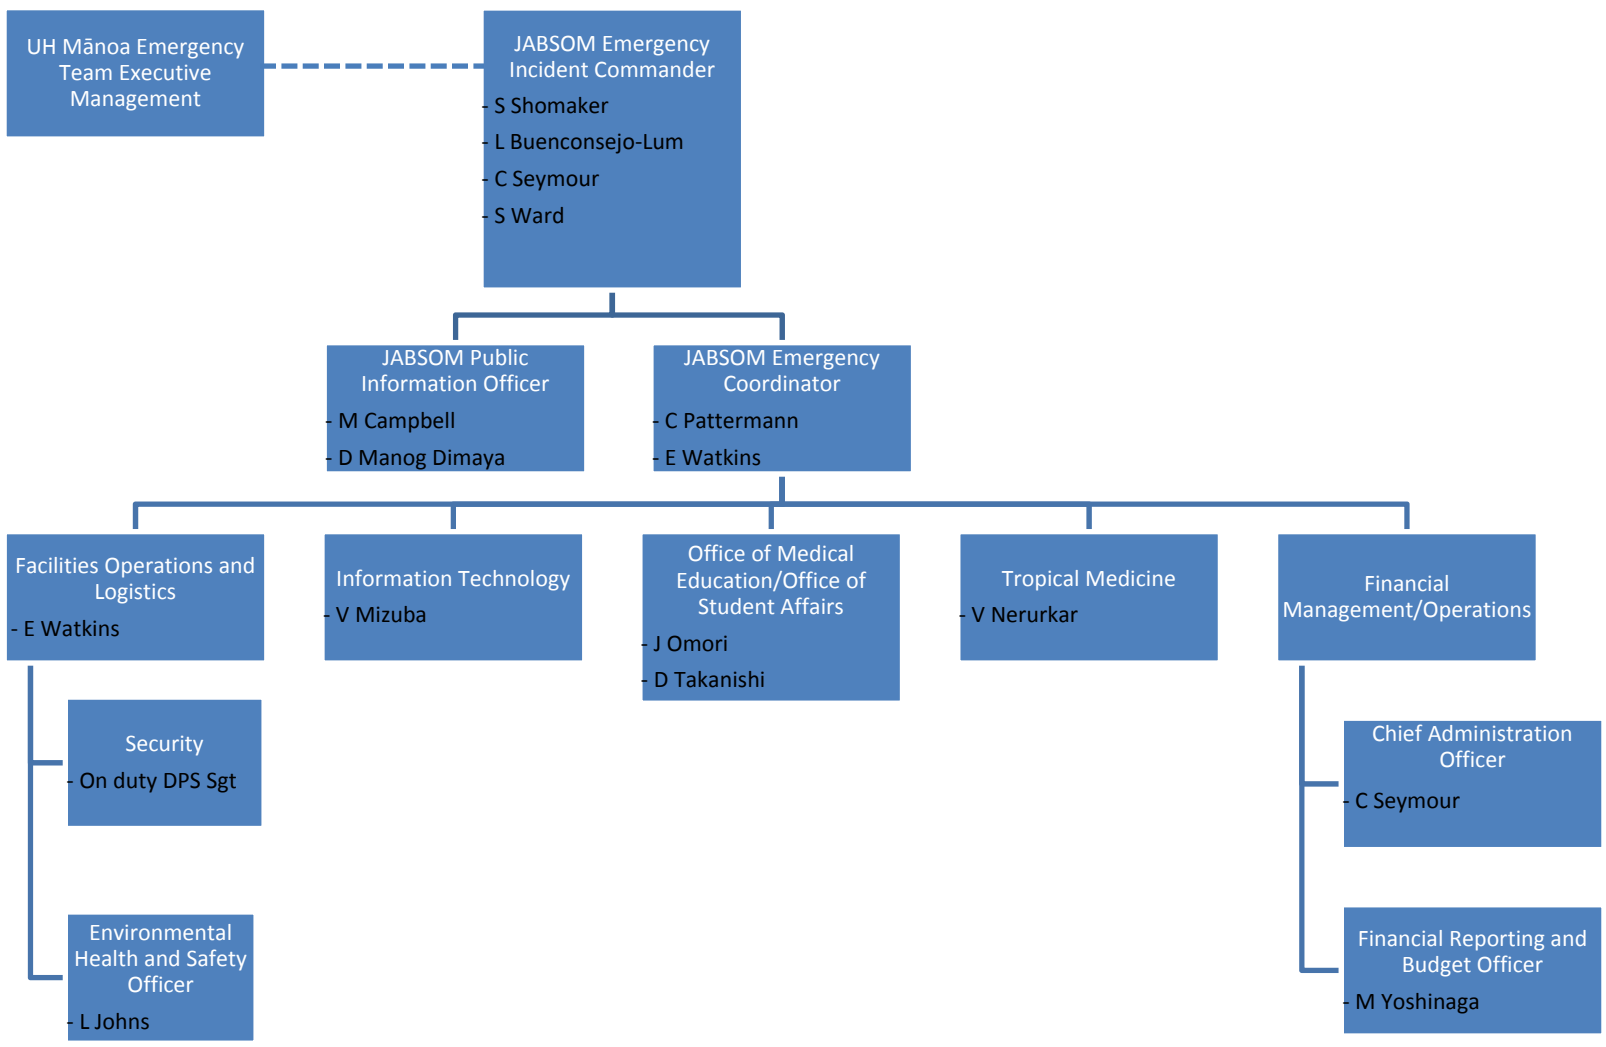 UH Mānoa Emergency
Team Executive
Management
JABSOM Emergency
Incident Commander
- S Shomaker
- L Buenconsejo-Lum
- C Seymour
- S Ward
JABSOM Public
Information Officer
- M Campbell
- D Manog Dimaya
JABSOM Emergency
Coordinator
- C Pattermann
- E Watkins
Facilities Operations and
Logistics
- E Watkins
Information Technology
- V Mizuba
Office of Medical
Education/Office of
Student Affairs
- J Omori
- D Takanishi
Tropical Medicine
- V Nerurkar
Financial
Management/Operations
Security
- On duty DPS Sgt
Environmental
Health and Safety
Officer
- L Johns
Chief Administration
Officer
- C Seymour
Financial Reporting and
Budget Officer
- M Yoshinaga